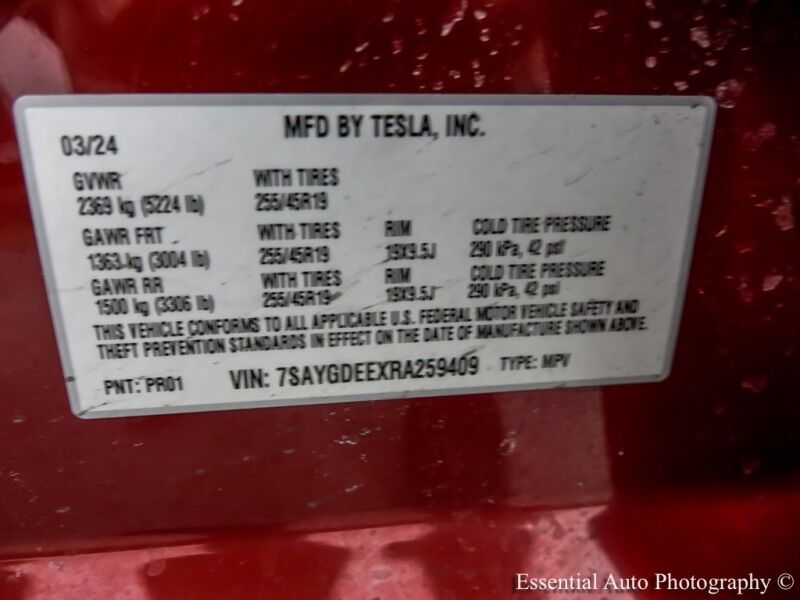 MFD BY TESLA, INC.
03/24
GVWR WITH TIRES
2369 kg (5224 lb) 255/45R19
GAWR FRT WITH TIRES RIM COLD TIRE PRESSURE
1363 kg (3004 lb) 255/45R19 19X9.5J 290 kPa, 42 psi
GAWR RR WITH TIRES RIM COLD TIRE PRESSURE
1500 kg (3306 lb) 255/45R19 19X9.5J 290 kPa, 42 psi
THIS VEHICLE CONFORMS TO ALL APPLICABLE U.S. FEDERAL MOTOR VEHICLE SAFETY AND
THEFT PREVENTION STANDARDS IN EFFECT ON THE DATE OF MANUFACTURE SHOWN ABOVE.
PNT: PR01 VIN: 7SAYGDEEXRA259409 TYPE: MPV
Essential Auto Photography ©